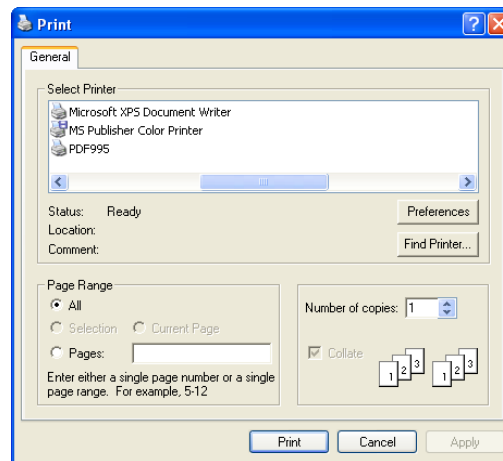 Print
General
Select Printer
Microsoft XPS Document Writer
MS Publisher Color Printer
PDF995
Status: Ready
Preferences
Location:
Comment:
Find Printer...
Page Range
All
Selection Current Page
Pages:
Enter either a single page number or a single
page range. For example, 5-12
Number of copies: 1
Collate
1 2 3 1 2 3
Print Cancel Apply